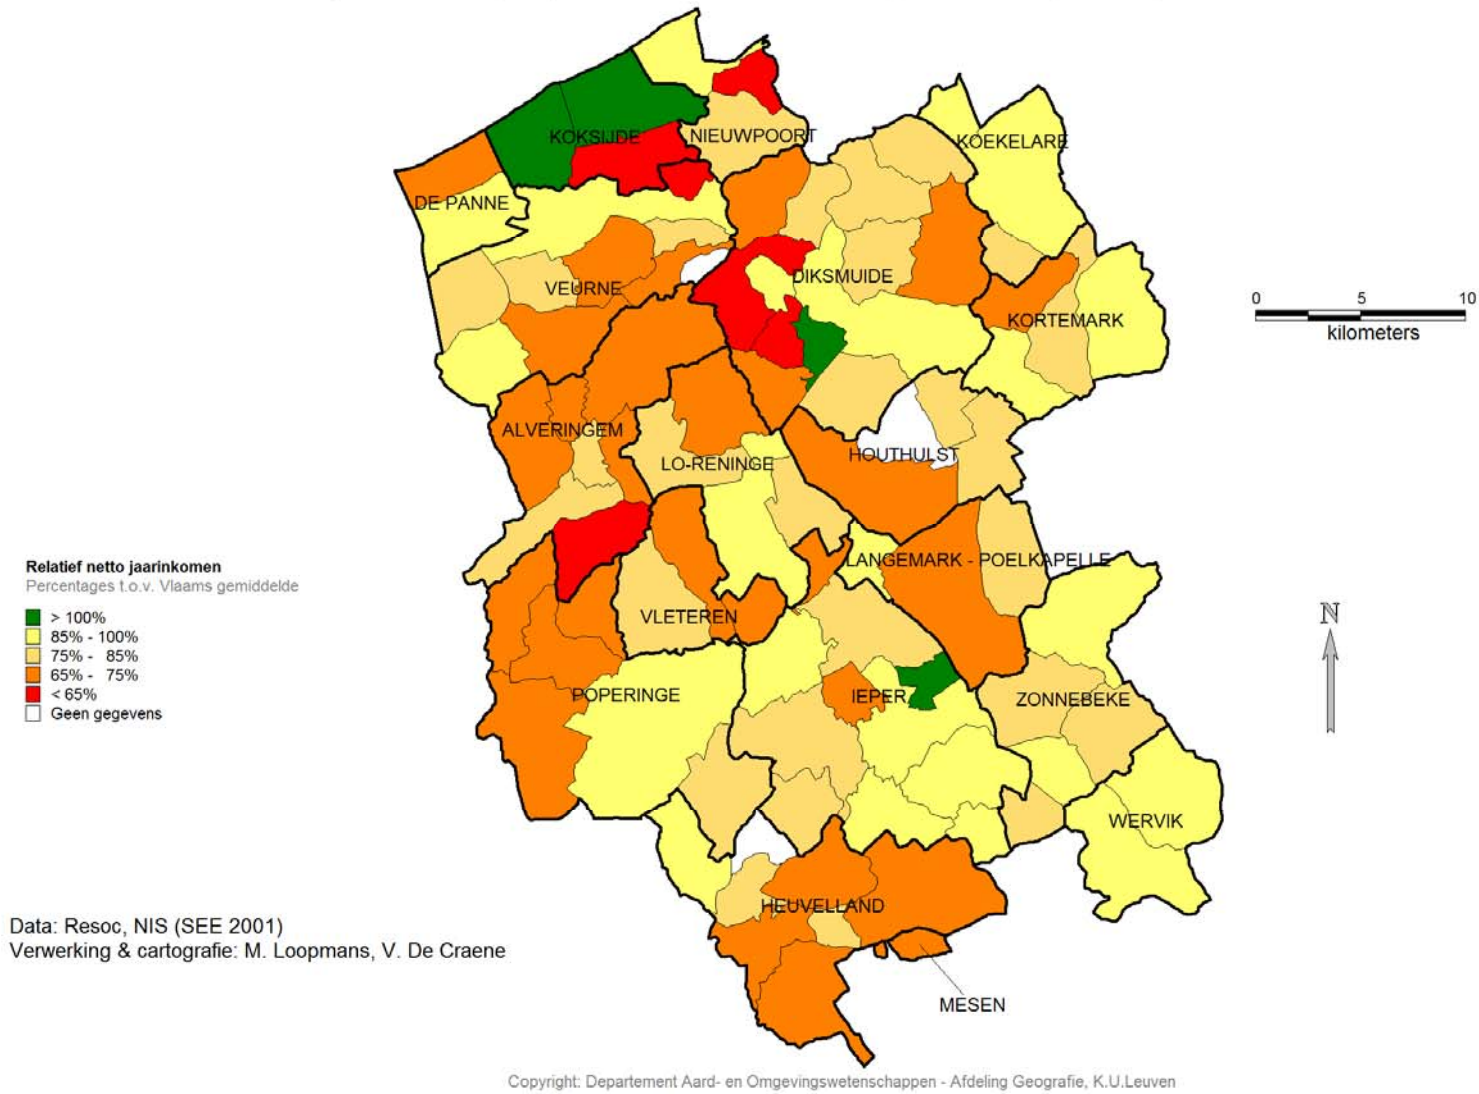 KOKSIJDE
NIEUWPOORT
KOEKELARE
DE PANNE
DIKSMUIDE
VEURNE
0 5 10
kilometers
KORTEMARK
ALVERINGEM
LO-RENINGE
HOUTHULST
LANGEMARK - POELKAPELLE
Relatief netto jaarinkomen
Percentages t.o.v. Vlaams gemiddelde
> 100%
85% - 100%
75% - 85%
65% - 75%
< 65%
Geen gegevens
VLETEREN
N
POPERINGE
IEPER
ZONNEBEKE
WERVIK
HEUVELLAND
Data: Resoc, NIS (SEE 2001)
Verwerking & cartografie: M. Loopmans, V. De Craene
MESEN
Copyright: Departement Aard- en Omgevingswetenschappen - Afdeling Geografie, K.U.Leuven